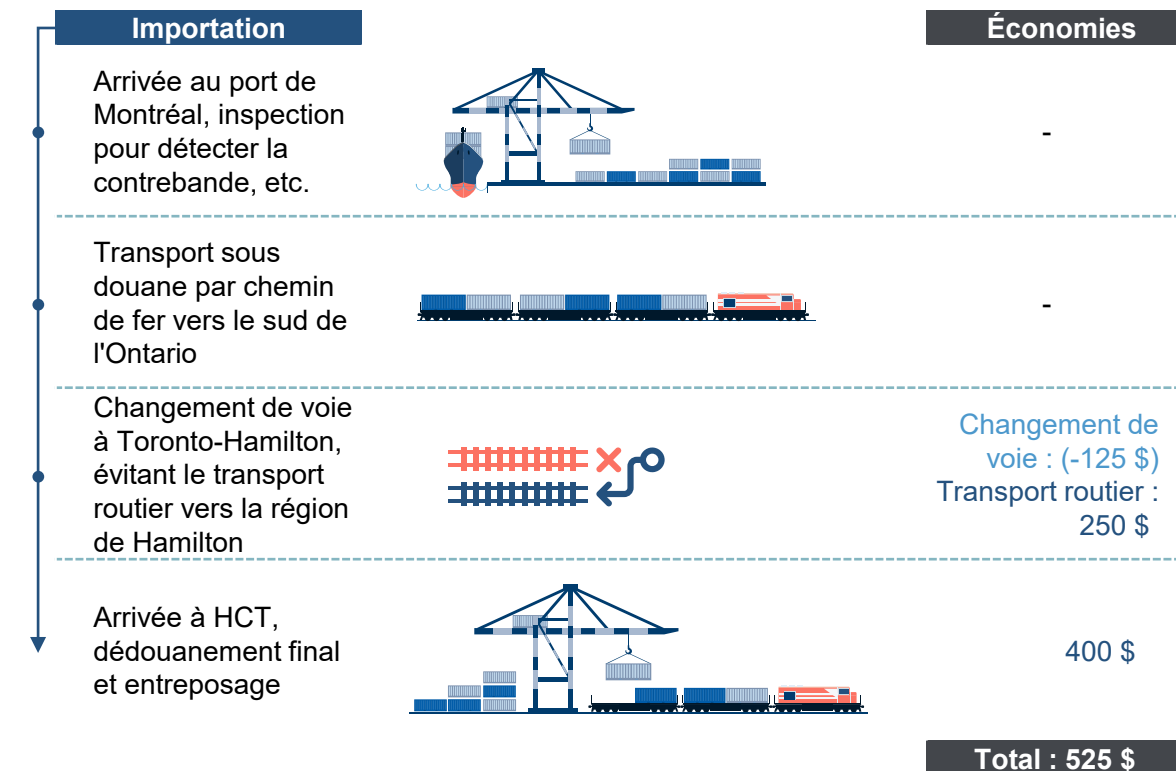 Importation
Économies
Arrivée au port de
Montréal, inspection
pour détecter la
contrebande, etc.
-
Transport sous
douane par chemin
de fer vers le sud de
l'Ontario
-
Changement de voie
à Toronto-Hamilton,
évitant le transport
routier vers la région
de Hamilton
Changement de
voie : (-125 $)
Transport routier :
250 $
Arrivée à HCT,
dédouanement final
et entreposage
400 $
Total : 525 $